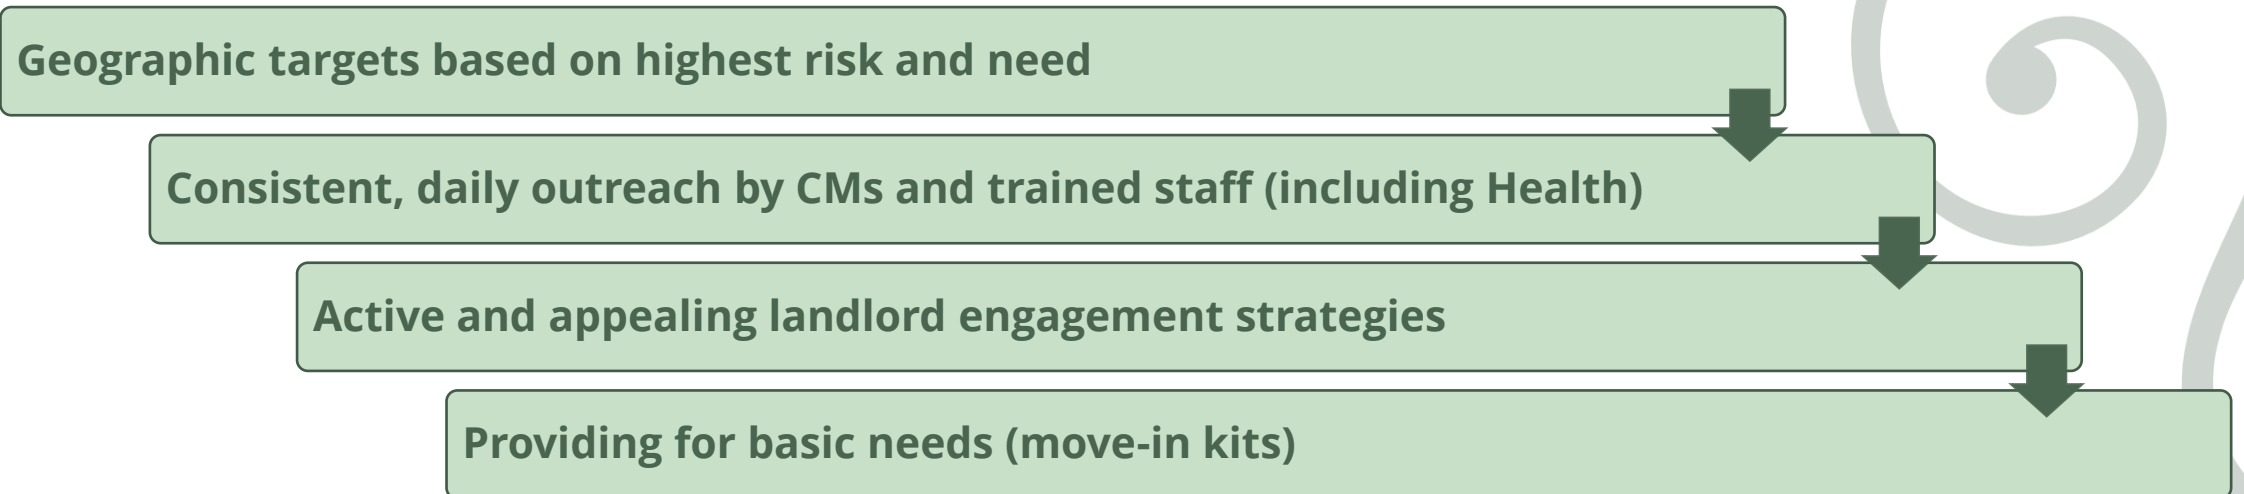 Geographic targets based on highest risk and need
Consistent, daily outreach by CMs and trained staff (including Health)
Active and appealing landlord engagement strategies
Providing for basic needs (move-in kits)